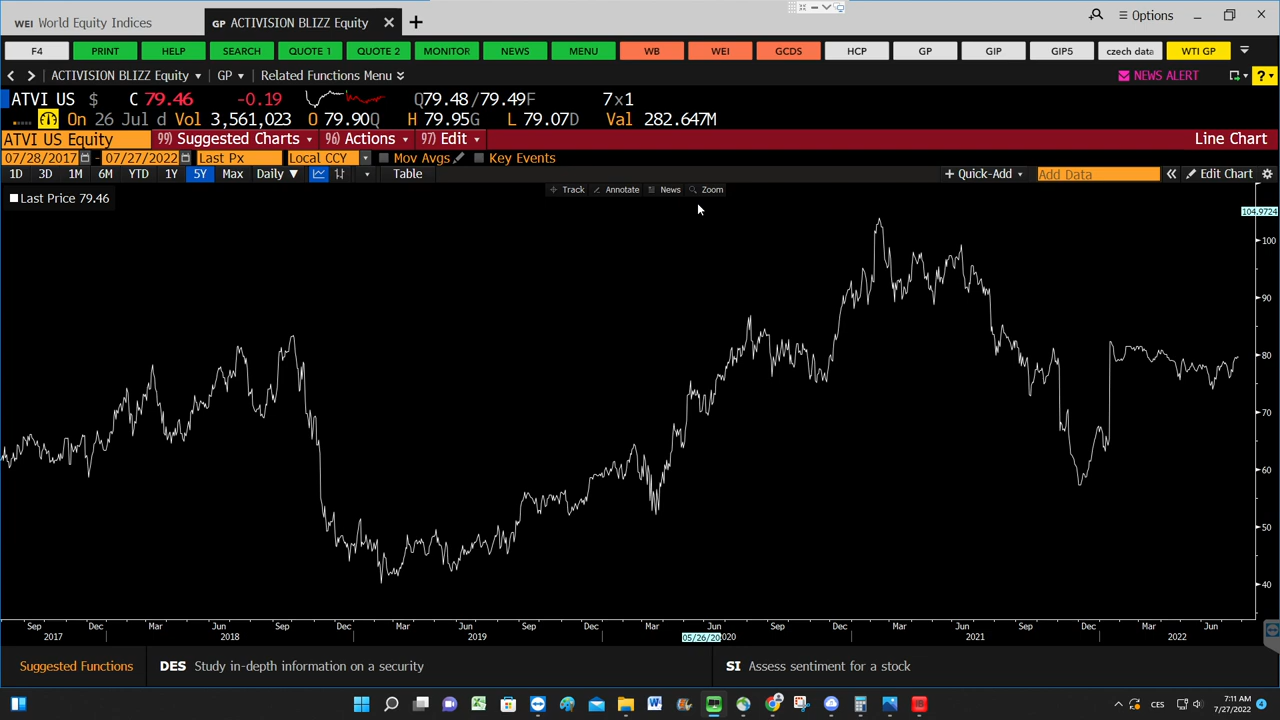 WEI World Equity Indices GP ACTIVISION BLIZZ Equity × + Options
F4 PRINT HELP SEARCH QUOTE 1 QUOTE 2 MONITOR NEWS MENU WB WEI GCDS HCP GP GIP GIP5 czech data WTI GP
ACTIVISION BLIZZ Equity GP Related Functions Menu NEWS ALERT ?
ATVI US $ C 79.46 -0.19 Q79.48/79.49F 7x1
On 26 Jul d Vol 3,561,023 O 79.90Q H 79.95G L 79.07D Val 282.647M
ATVI US Equity 99) Suggested Charts 96) Actions 97) Edit Line Chart
07/28/2017 - 07/27/2022 Last Px Local CCY Mov Avgs Key Events
1D 3D 1M 6M YTD 1Y 5Y Max Daily Table + Quick-Add Add Data Edit Chart
Track Annotate News Zoom
Last Price 79.46
104.9724
100
90
80
70
60
50
40
Sep Dec Mar Jun Sep Dec Mar Jun Sep Dec Mar Jun Sep Dec Mar Jun Sep Dec Mar Jun
2017 2018 2019 05/26/20 020 2021 2022
Suggested Functions DES Study in-depth information on a security SI Assess sentiment for a stock
CES 7:11 AM
7/27/2022 4